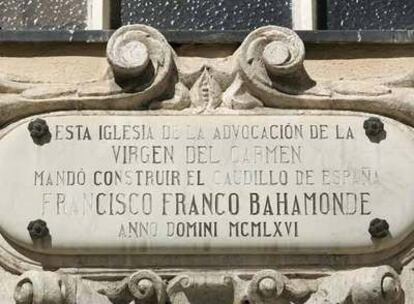 ESTA IGLESIA DE LA ADVOCACIÓN DE LA
VIRGEN DEL CARMEN
MANDÓ CONSTRUIR EL CAUDILLO DE ESPAÑA
FRANCISCO FRANCO BAHAMONDE
ANNO DOMINI MCMLXVI